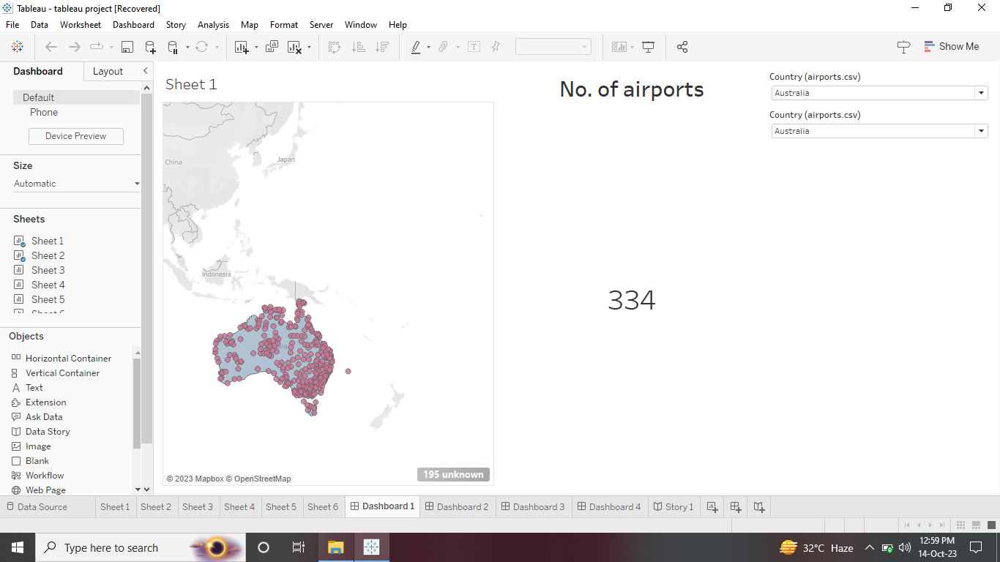 Tableau - tableau project [Recovered]
File Data Worksheet Dashboard Story Analysis Map Format Server Window Help
Show Me
Dashboard Layout
Default
Phone
Device Preview
Size
Automatic
Sheets
Sheet 1
Sheet 2
Sheet 3
Sheet 4
Sheet 5
Objects
Horizontal Container
Vertical Container
Text
Extension
Ask Data
Data Story
Image
Blank
Workflow
Web Page
Sheet 1
China
Japan
Indonesia
© 2023 Mapbox © OpenStreetMap
195 unknown
No. of airports
334
Country (airports.csv)
Australia
Country (airports.csv)
Australia
Data Source Sheet 1 Sheet 2 Sheet 3 Sheet 4 Sheet 5 Sheet 6 Dashboard 1 Dashboard 2 Dashboard 3 Dashboard 4 Story 1
Type here to search
32°C Haze
12:59 PM
14-Oct-23